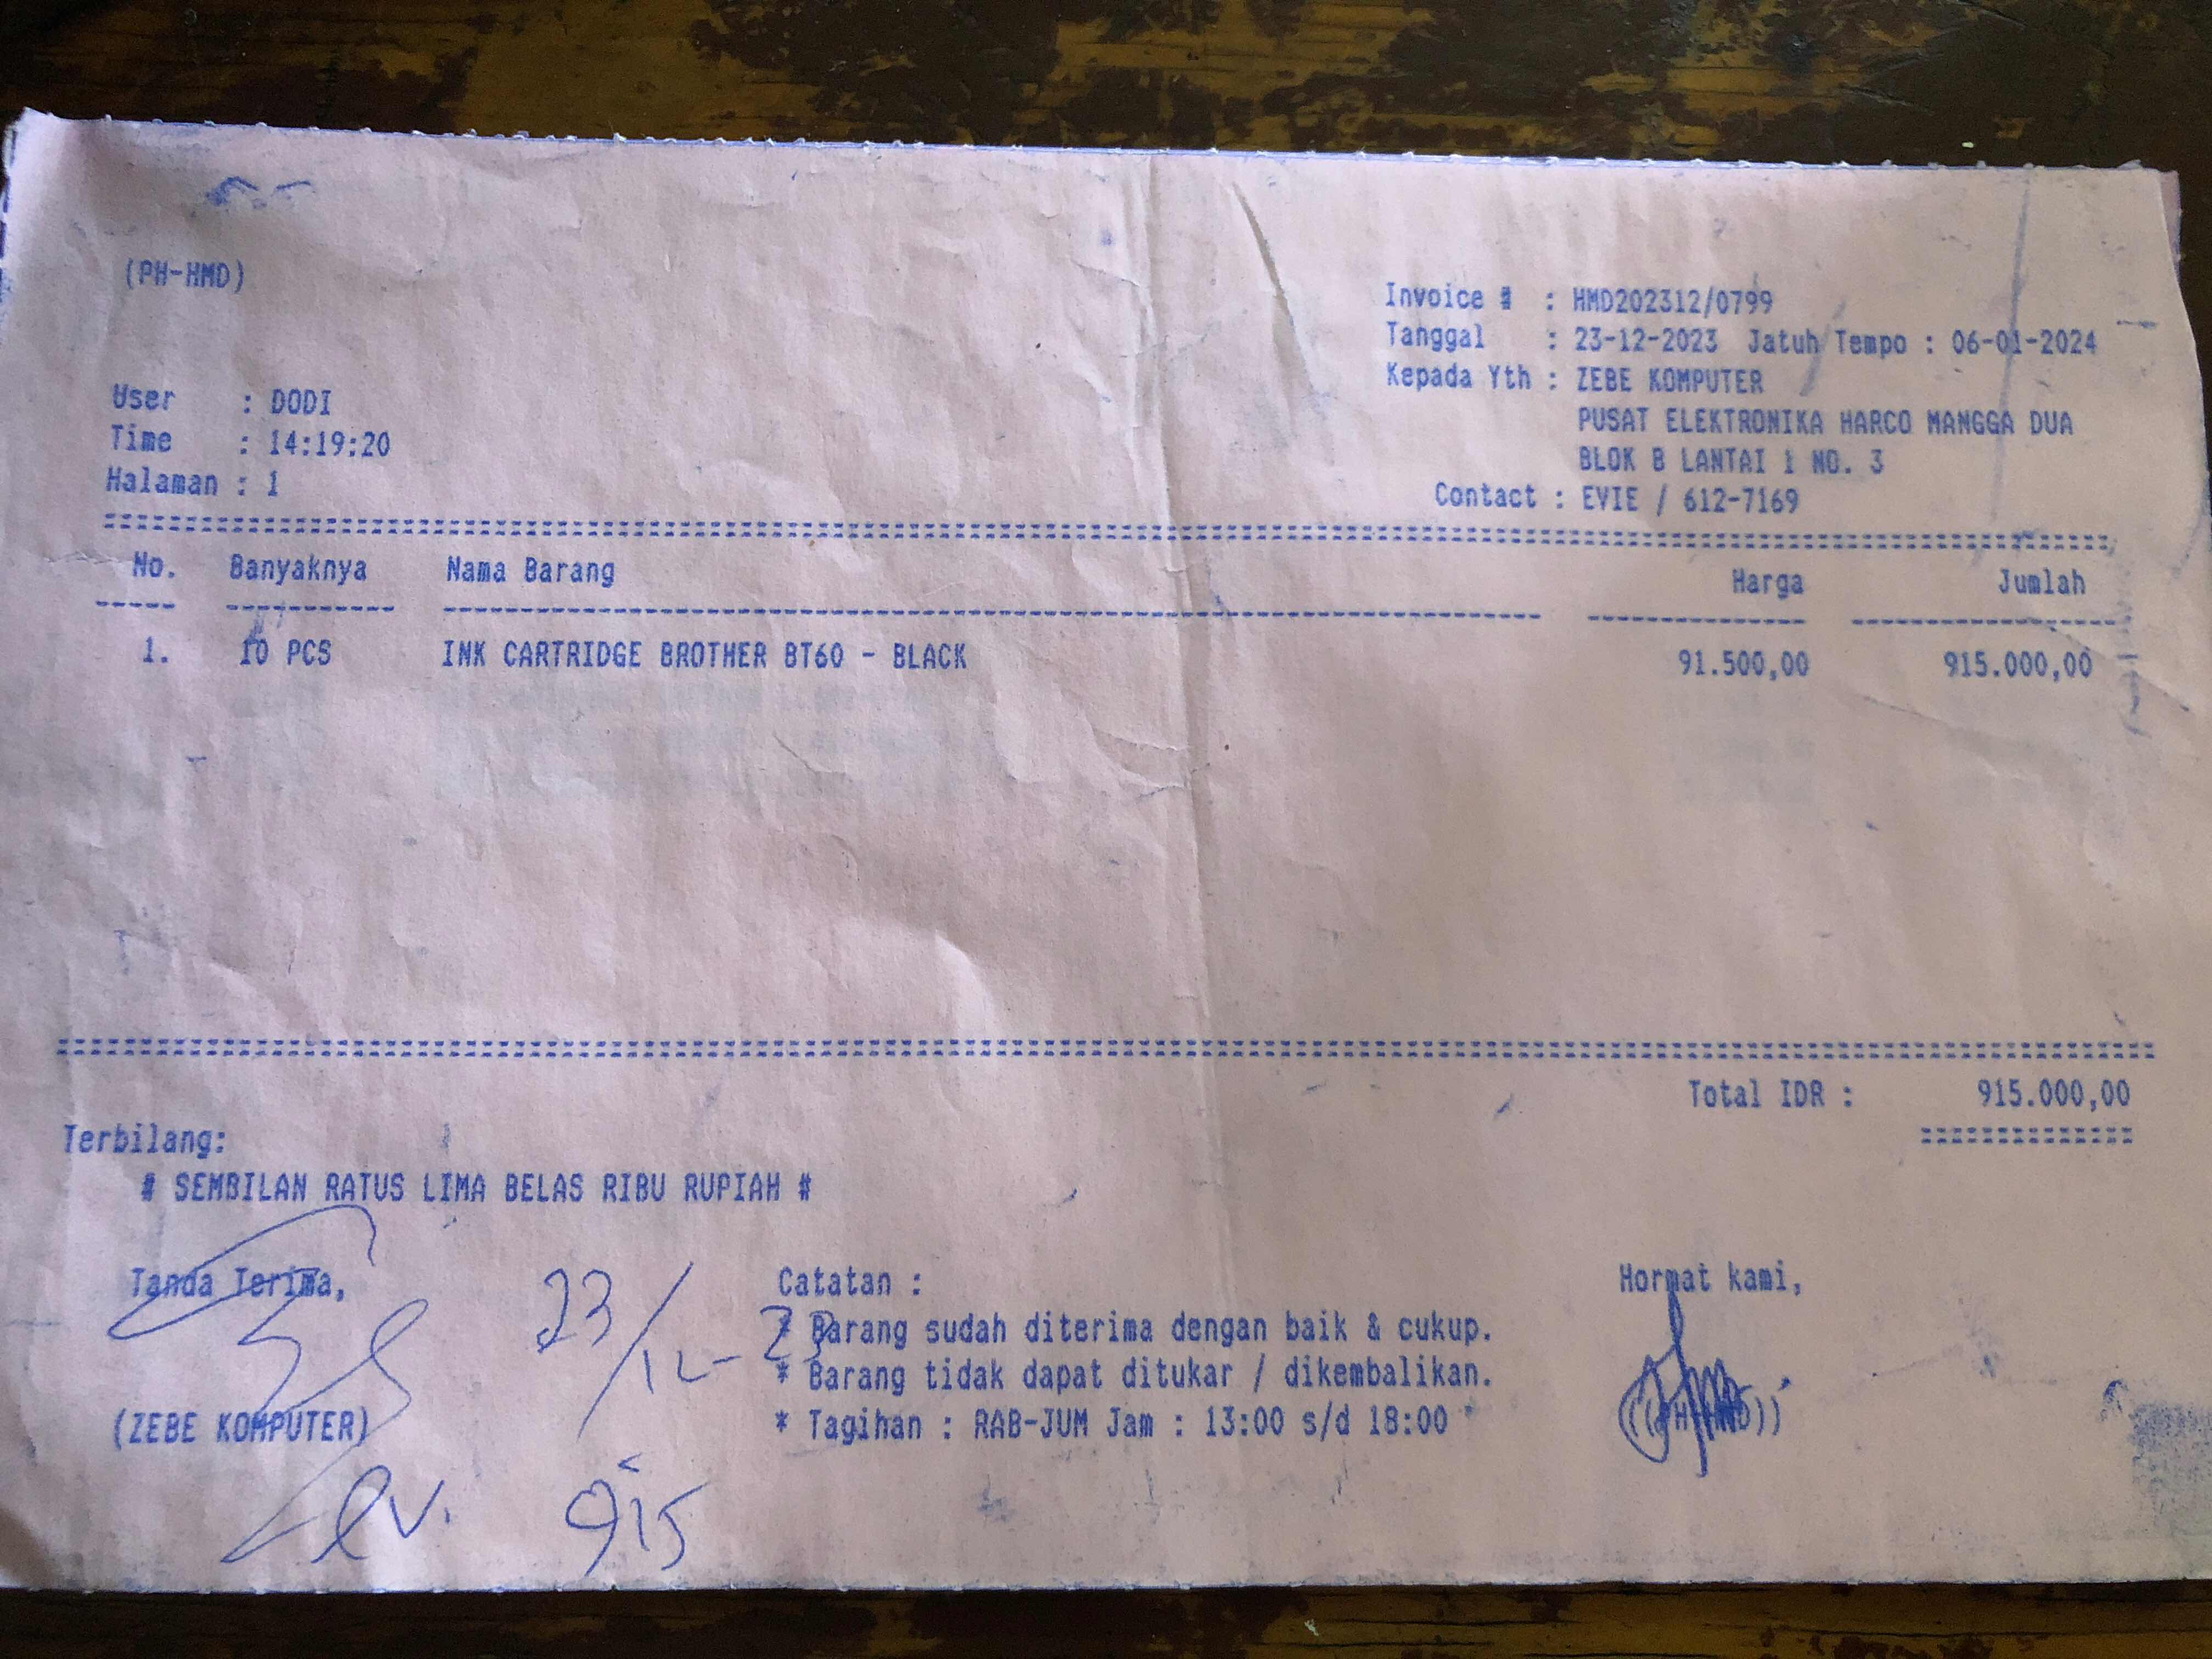 (PH-HMD)
Invoice # : HMD202312/0799
Tanggal : 23-12-2023 Jatuh Tempo : 06-01-2024
Kepada Yth : ZEBE KOMPUTER
PUSAT ELEKTRONIKA HARCO MANGGA DUA
BLOK B LANTAI 1 NO. 3
Contact : EVIE / 612-7169
User : DODI
Time : 14:19:20
Halaman : 1
No. Banyaknya Nama Barang Harga Jumlah
1. 10 PCS INK CARTRIDGE BROTHER BT60 - BLACK 91.500,00 915.000,00
Total IDR : 915.000,00
Terbilang:
# SEMBILAN RATUS LIMA BELAS RIBU RUPIAH #
Tanda Terima,
23/12-23
(ZEBE KOMPUTER)
ev. 915
Catatan :
* Barang sudah diterima dengan baik & cukup.
* Barang tidak dapat ditukar / dikembalikan.
* Tagihan : RAB-JUM Jam : 13:00 s/d 18:00
Hormat kami,